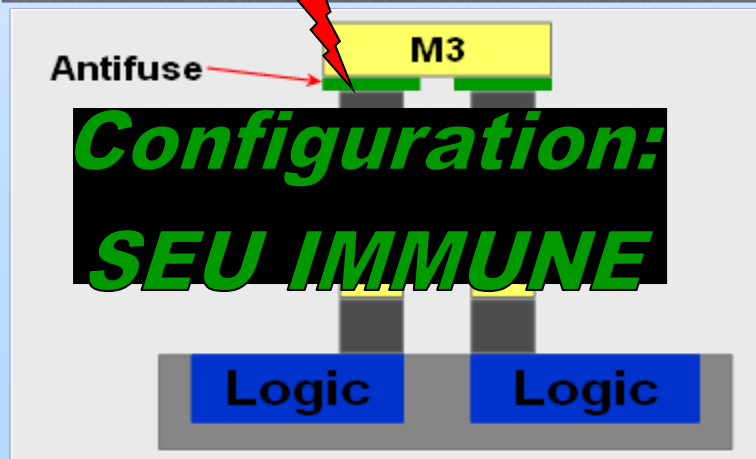 M3
Antifuse
Configuration:
SEU IMMUNE
Logic Logic